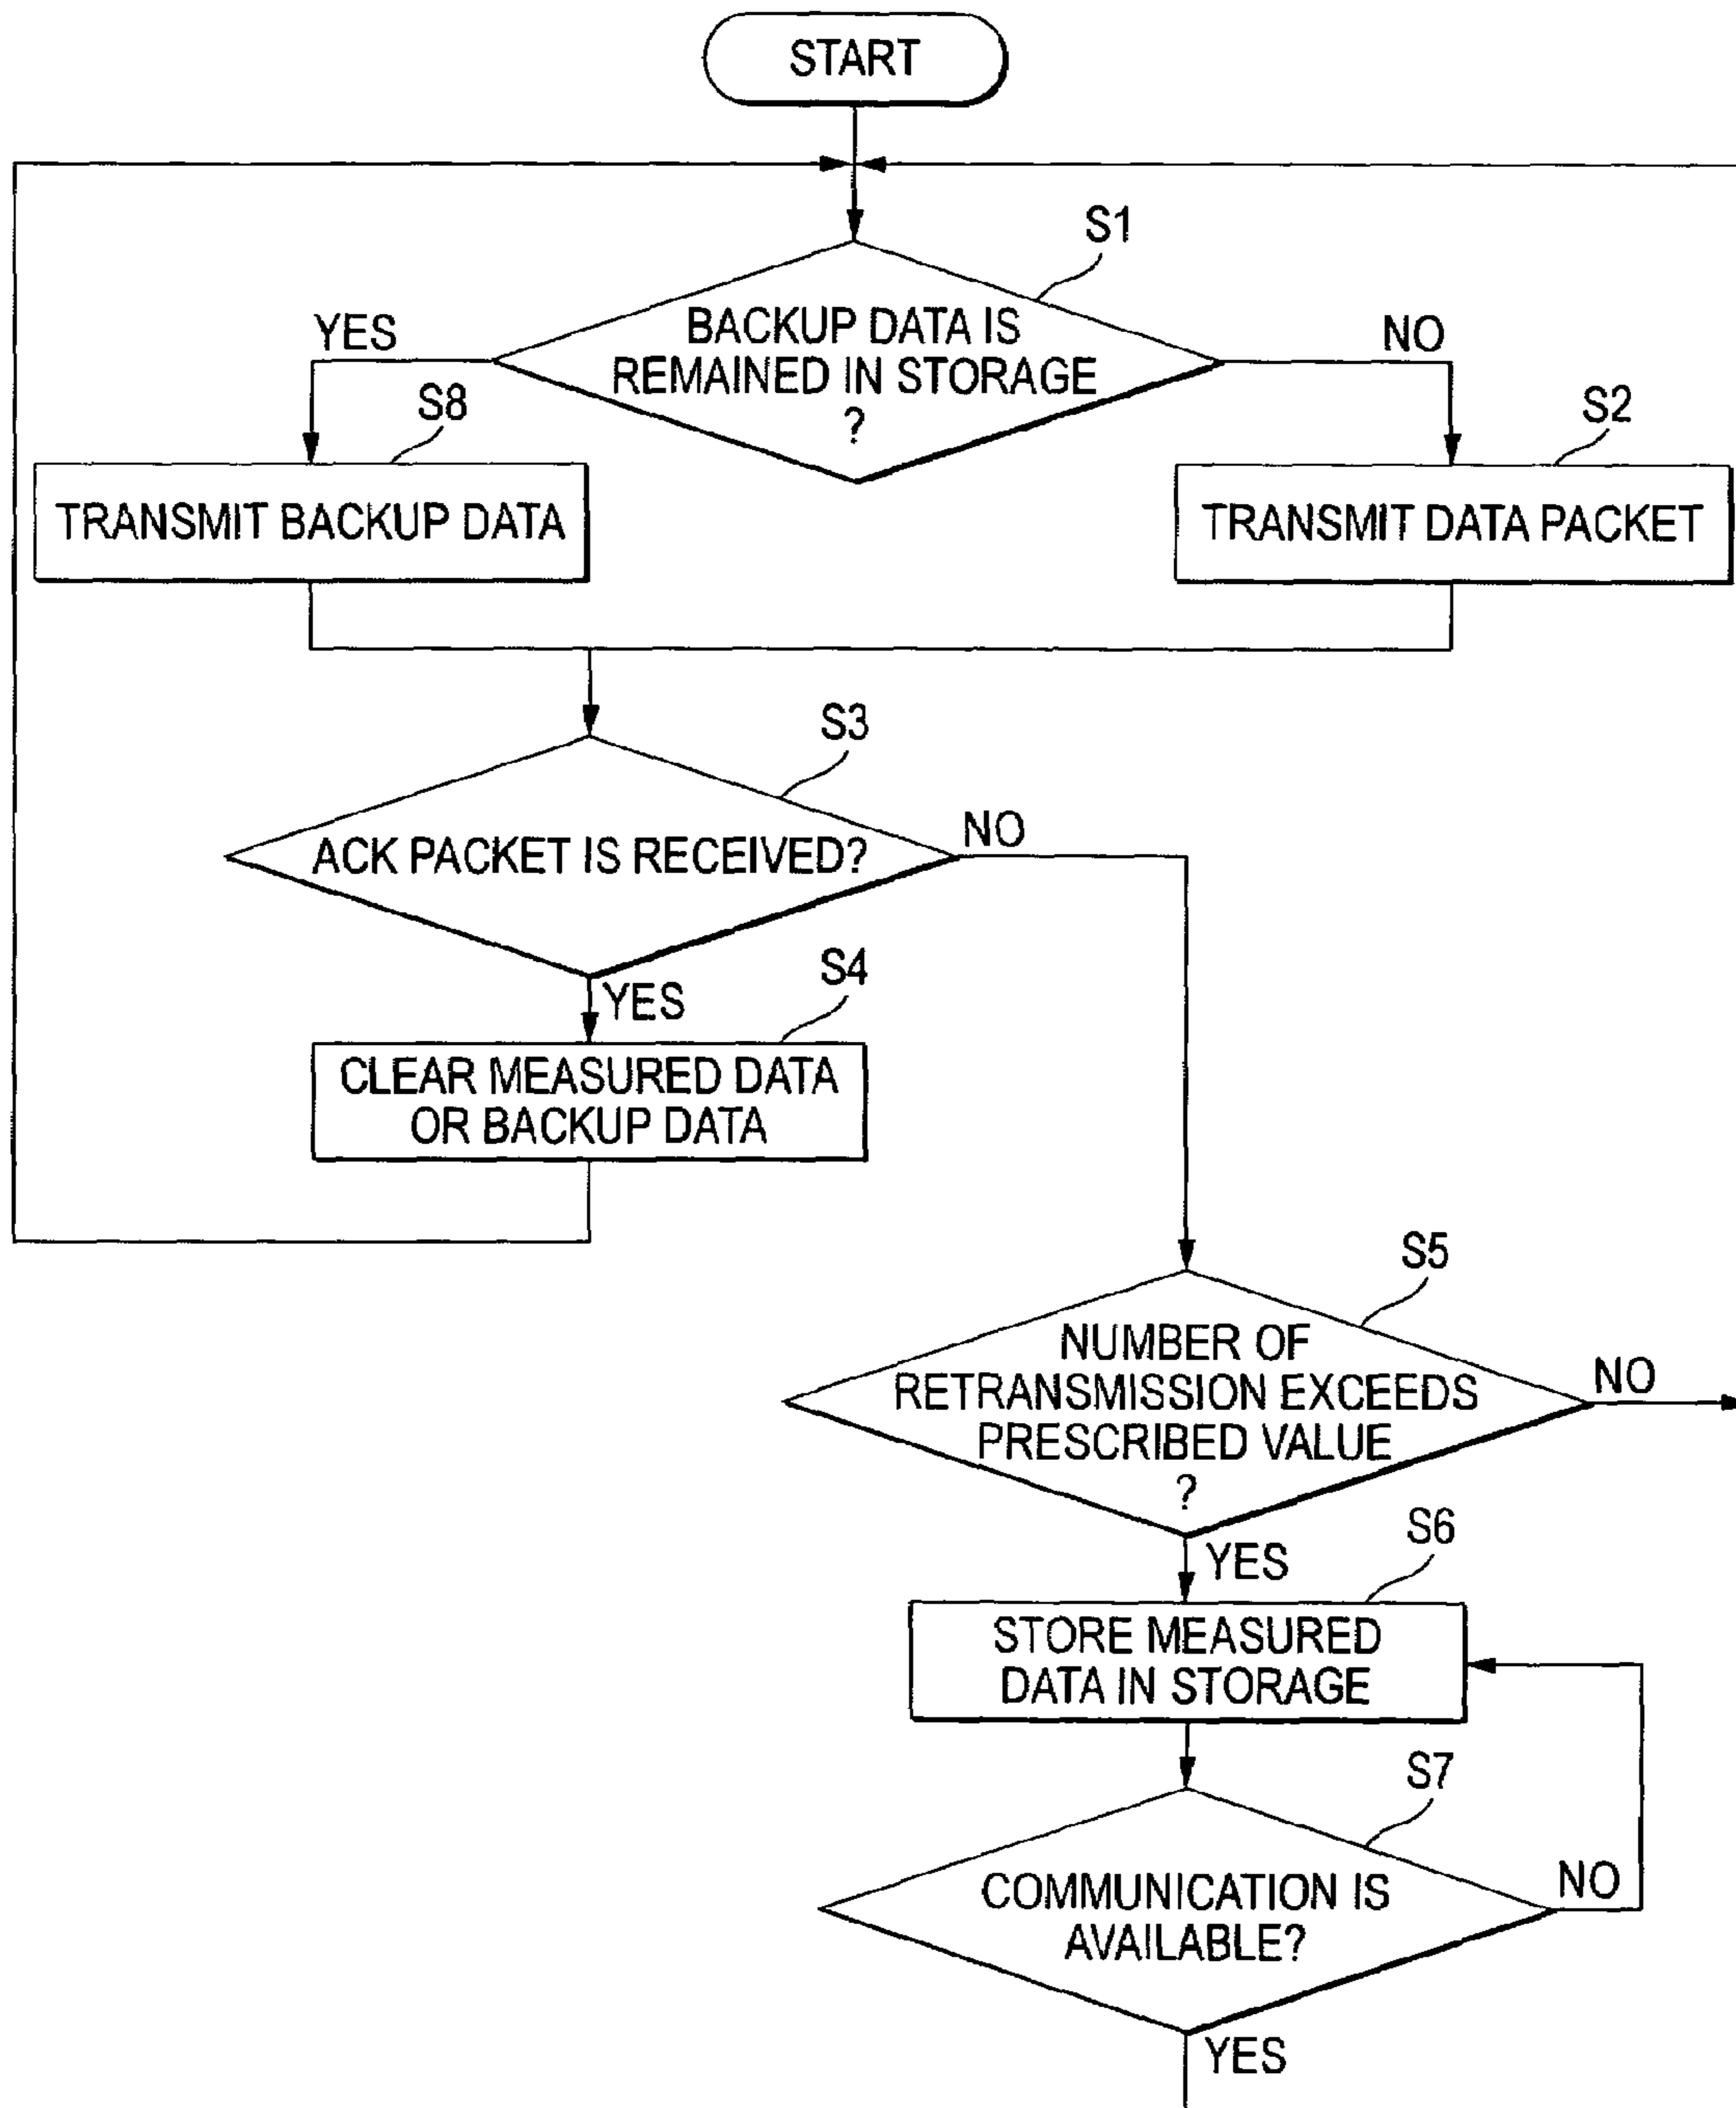 START
S1
BACKUP DATA IS
REMAINED IN STORAGE
?
YES
NO
S8
S2
TRANSMIT BACKUP DATA
TRANSMIT DATA PACKET
S3
ACK PACKET IS RECEIVED?
NO
YES
S4
CLEAR MEASURED DATA
OR BACKUP DATA
S5
NUMBER OF
RETRANSMISSION EXCEEDS
PRESCRIBED VALUE
?
NO
YES
S6
STORE MEASURED
DATA IN STORAGE
S7
COMMUNICATION IS
AVAILABLE?
NO
YES